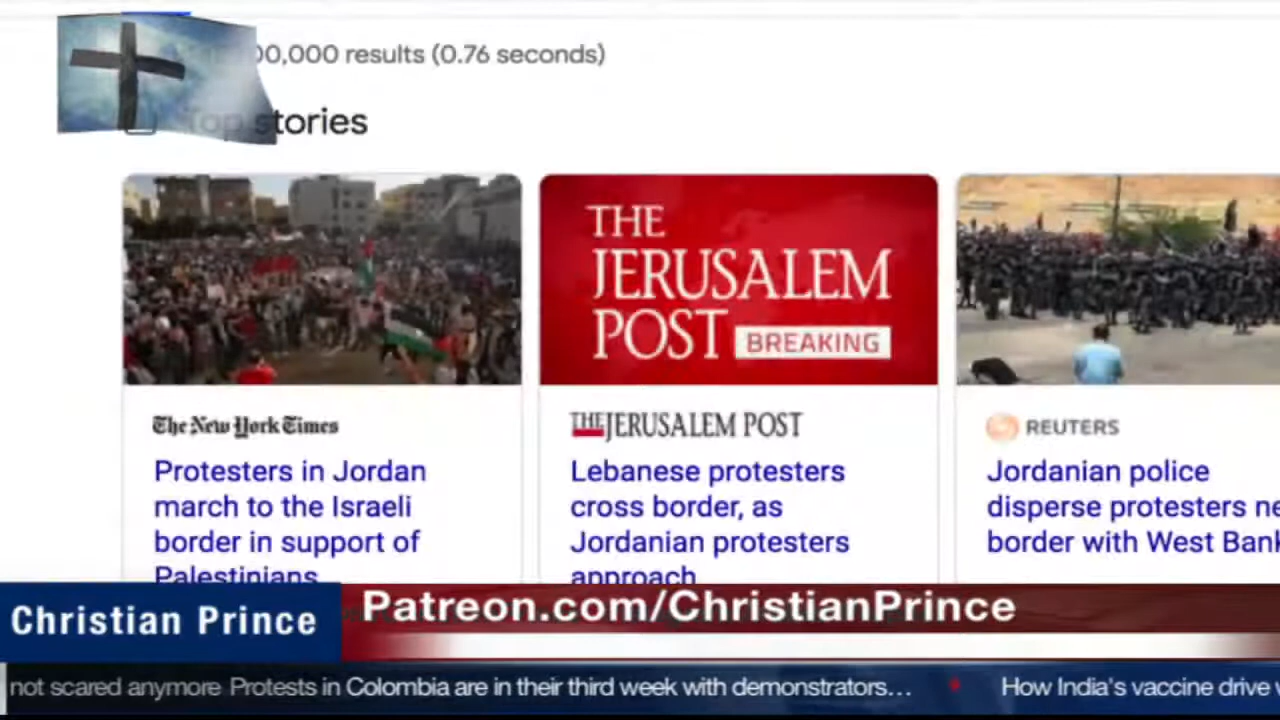 00,000 results (0.76 seconds)
Top stories
THE
JERUSALEM
POST BREAKING
The New York Times
THE JERUSALEM POST
REUTERS
Protesters in Jordan
march to the Israeli
border in support of
Palestinians
Lebanese protesters
cross border, as
Jordanian protesters
approach
Jordanian police
disperse protesters ne
border with West Bank
Christian Prince
Patreon.com/ChristianPrince
not scared anymore Protests in Colombia are in their third week with demonstrators... How India's vaccine drive